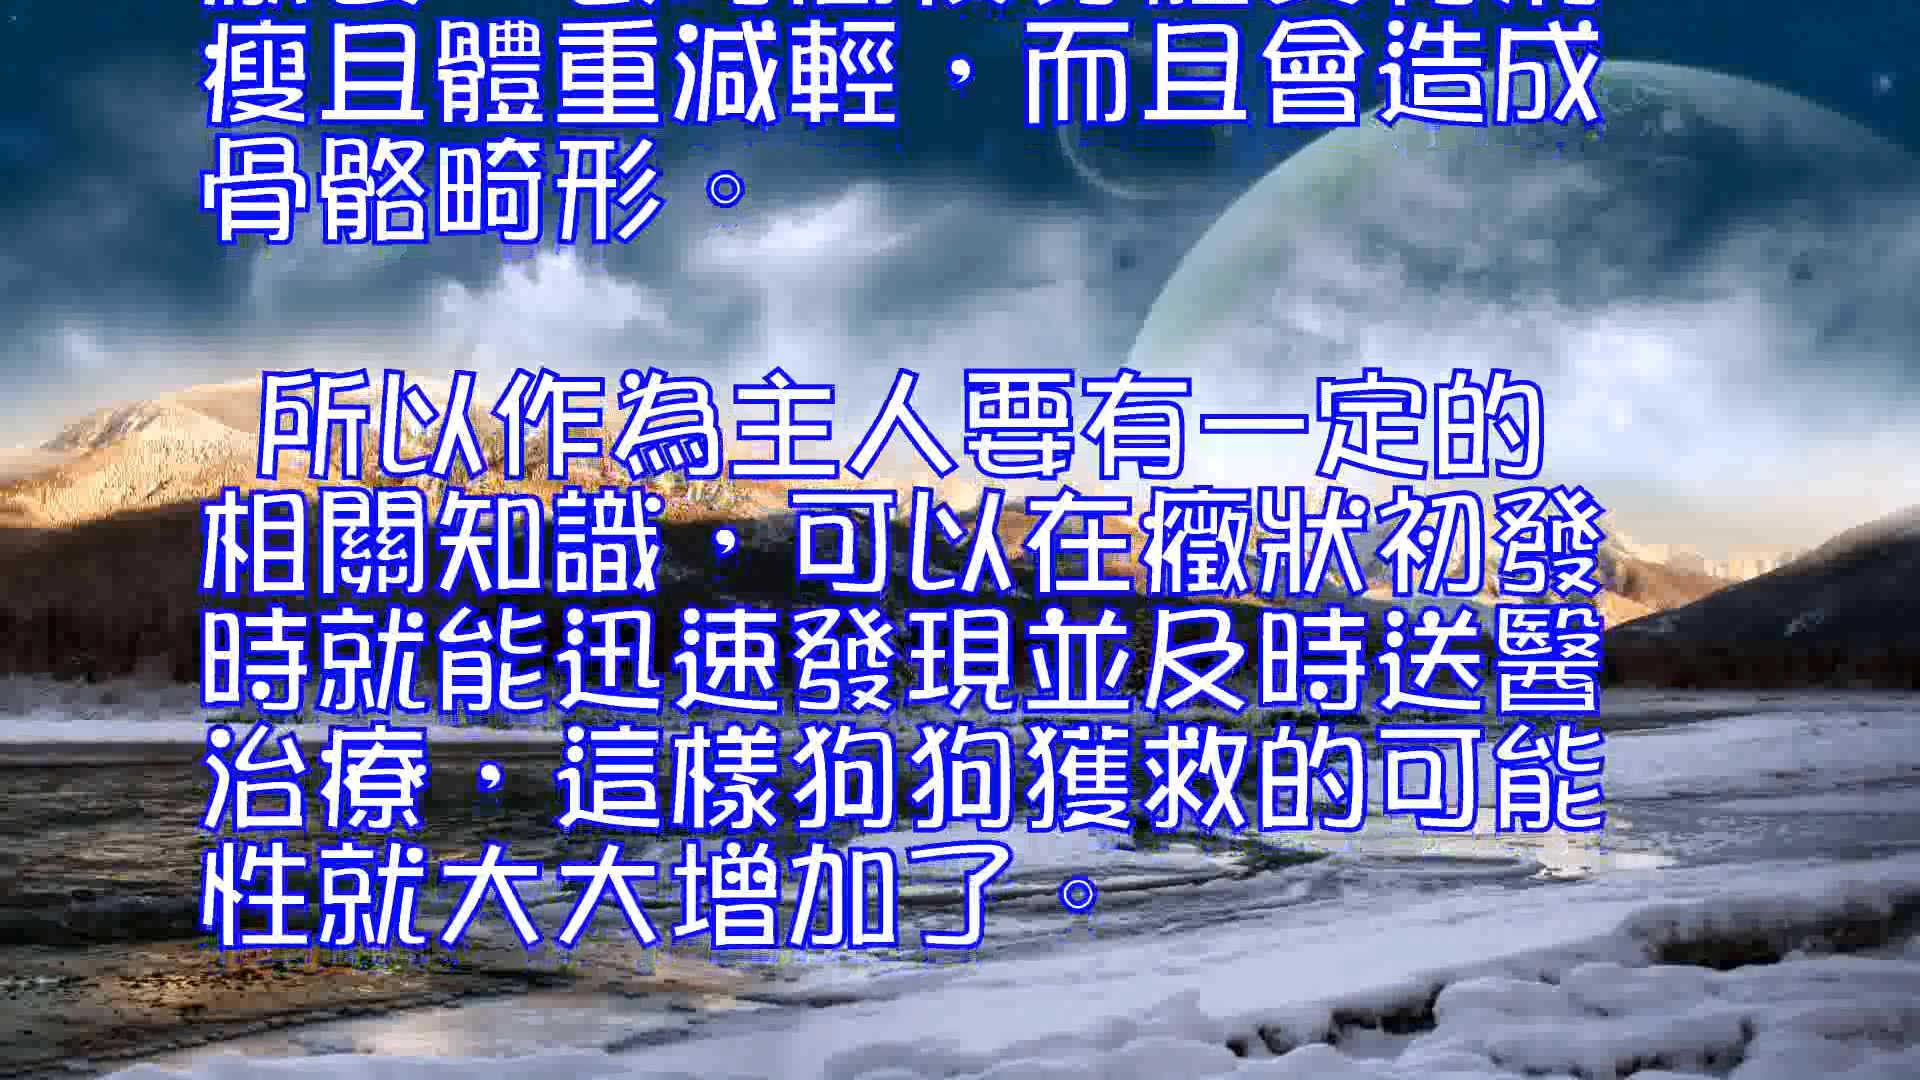 瘦且體重減輕，而且會造成
骨骼畸形。
所以作為主人要有一定的
相關知識，可以在癥狀初發
時就能迅速發現並及時送醫
治療，這樣狗狗獲救的可能
性就大大增加了。